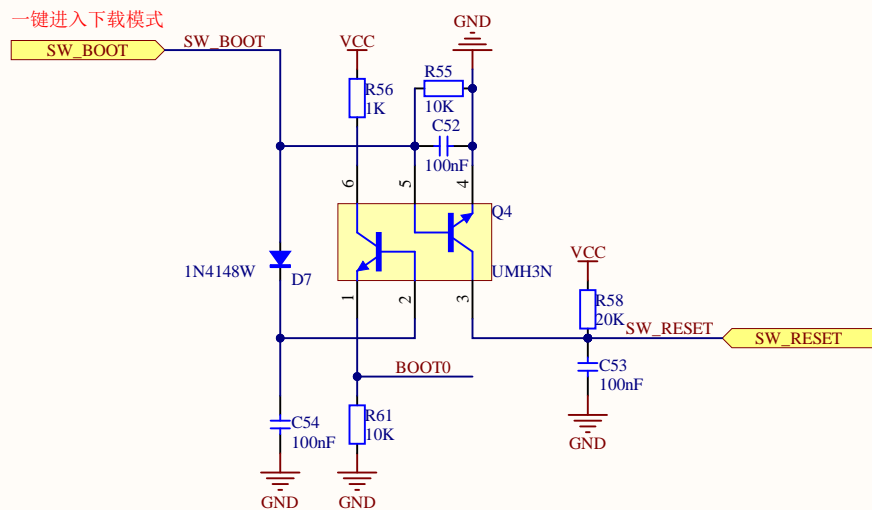 一键进入下载模式
SW_BOOT
SW_BOOT
VCC
R56
1K
GND
R55
10K
C52
100nF
6
5
4
Q4
UMH3N
1
2
3
1N4148W
D7
VCC
R58
20K
SW_RESET
SW_RESET
C53
100nF
GND
BOOT0
C54
100nF
GND
R61
10K
GND